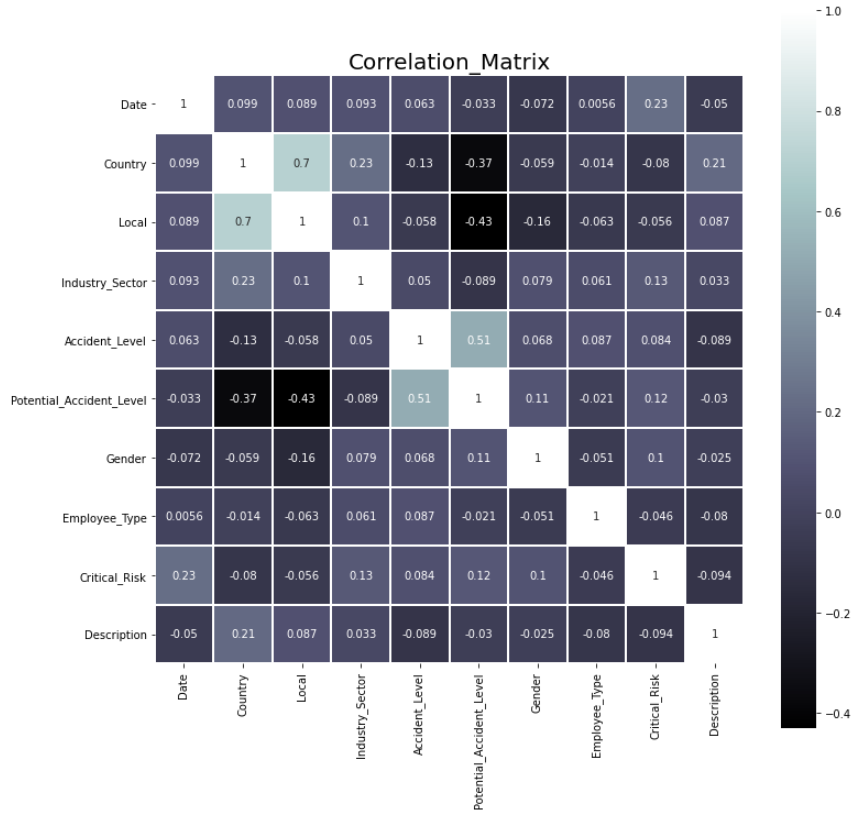 Correlation_Matrix
Date 1 0.099 0.089 0.093 0.063 -0.033 -0.072 0.0056 0.23 -0.05
Country 0.099 1 0.7 0.23 -0.13 -0.37 -0.059 -0.014 -0.08 0.21
Local 0.089 0.7 1 0.1 -0.058 -0.43 -0.16 -0.063 -0.056 0.087
Industry_Sector 0.093 0.23 0.1 1 0.05 -0.089 0.079 0.061 0.13 0.033
Accident_Level 0.063 -0.13 -0.058 0.05 1 0.51 0.068 0.087 0.084 -0.089
Potential_Accident_Level -0.033 -0.37 -0.43 -0.089 0.51 1 0.11 -0.021 0.12 -0.03
Gender -0.072 -0.059 -0.16 0.079 0.068 0.11 1 -0.051 0.1 -0.025
Employee_Type 0.0056 -0.014 -0.063 0.061 0.087 -0.021 -0.051 1 -0.046 -0.08
Critical_Risk 0.23 -0.08 -0.056 0.13 0.084 0.12 0.1 -0.046 1 -0.094
Description -0.05 0.21 0.087 0.033 -0.089 -0.03 -0.025 -0.08 -0.094 1
Date
Country
Local
Industry_Sector
Accident_Level
Potential_Accident_Level
Gender
Employee_Type
Critical_Risk
Description
1.0
0.8
0.6
0.4
0.2
0.0
−0.2
−0.4